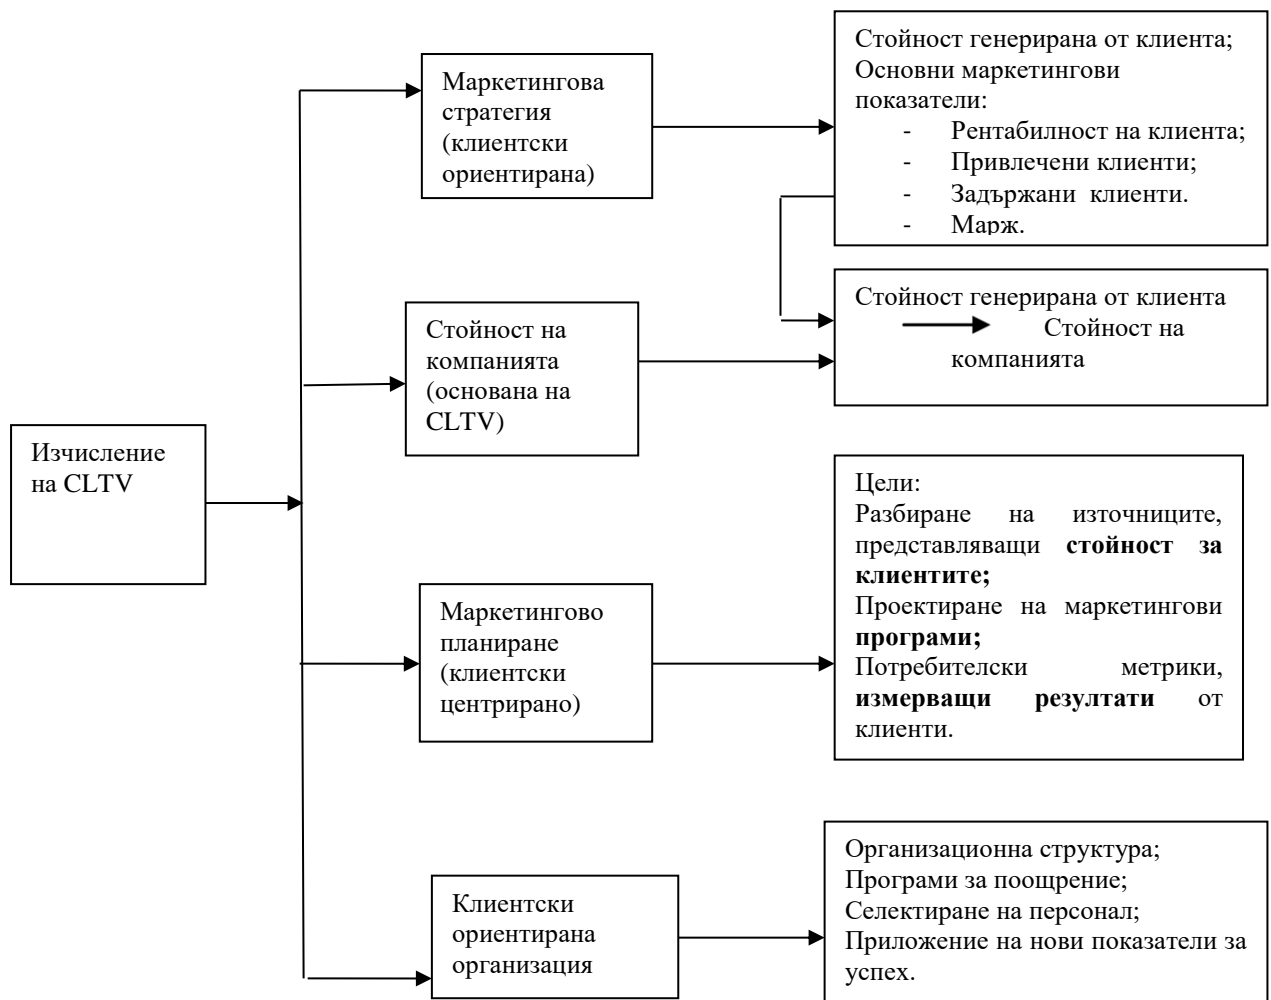 Изчисление
на CLTV
Маркетингова
стратегия
(клиентски
ориентирана)
Стойност генерирана от клиента;
Основни маркетингови
показатели:
- Рентабилност на клиента;
- Привлечени клиенти;
- Задържани клиенти.
- Марж.
Стойност на
компанията
(основана на
CLTV)
Стойност генерирана от клиента
Стойност на
компанията
Маркетингово
планиране
(клиентски
центрирано)
Цели:
Разбиране на източниците,
представляващи стойност за
клиентите;
Проектиране на маркетингови
програми;
Потребителски метрики,
измерващи резултати от
клиенти.
Клиентски
ориентирана
организация
Организационна структура;
Програми за поощрение;
Селектиране на персонал;
Приложение на нови показатели за
успех.